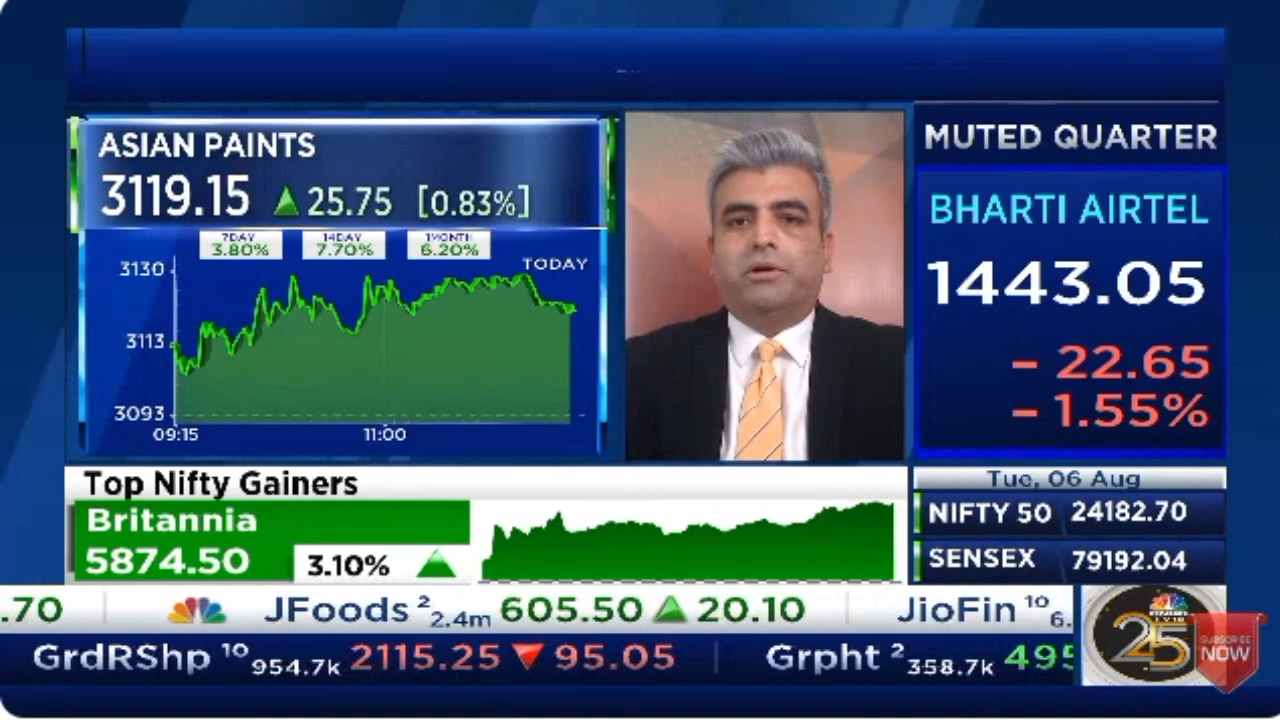 ASIAN PAINTS
3119.15 ▲ 25.75 [0.83%]
7DAY 14DAY 1MONTH
3.80% 7.70% 6.20%
TODAY
3130
3113
3093
09:15 11:00
MUTED QUARTER
BHARTI AIRTEL
1443.05
- 22.65
- 1.55%
Top Nifty Gainers
Britannia
5874.50 3.10% ▲
Tue, 06 Aug
NIFTY 50 24182.70
SENSEX 79192.04
.70 JFoods ² 2.4m 605.50 ▲ 20.10 JioFin ¹⁰ 6.
GrdRShp ¹⁰ 954.7k 2115.25 ▼ 95.05 Grpht ² 358.7k 495
25
SUBSCRIBE
NOW